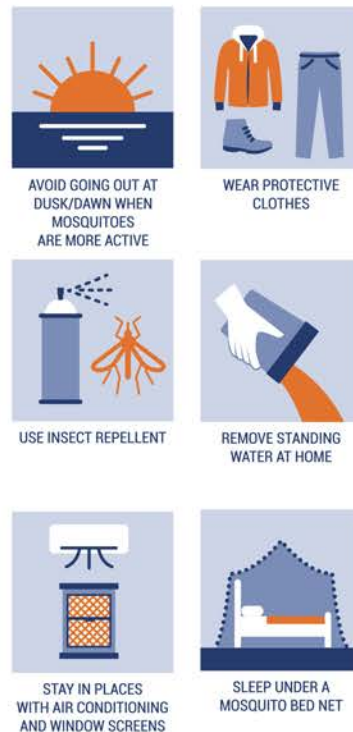 AVOID GOING OUT AT
DUSK/DAWN WHEN
MOSQUITOES
ARE MORE ACTIVE
WEAR PROTECTIVE
CLOTHES
USE INSECT REPELLENT
REMOVE STANDING
WATER AT HOME
STAY IN PLACES
WITH AIR CONDITIONING
AND WINDOW SCREENS
SLEEP UNDER A
MOSQUITO BED NET